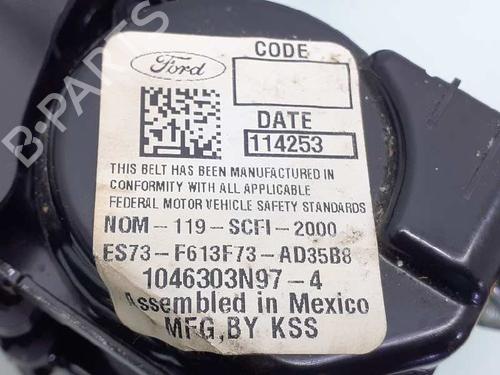 Ford
CODE
DATE
114253
THIS BELT HAS BEEN MANUFACTURED IN
CONFORMITY WITH ALL APPLICABLE
FEDERAL MOTOR VEHICLE SAFETY STANDARDS
NOM-119-SCFI-2000
ES73-F613F73-AD35B8
1046303N97-4
Assembled in Mexico
MFG,BY KSS
B-PARTS